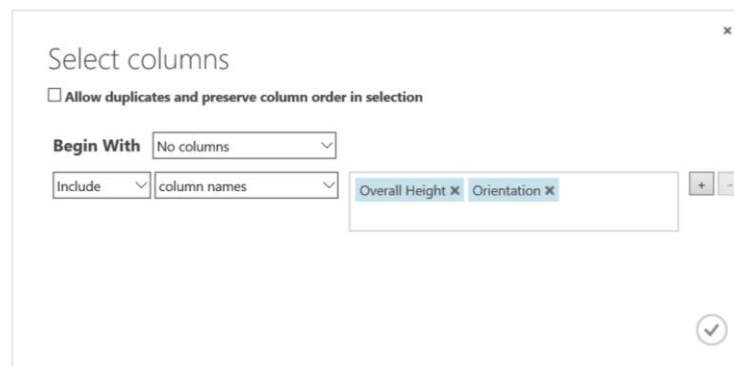 Select columns
Allow duplicates and preserve column order in selection
Begin With No columns
Include column names Overall Height Orientation